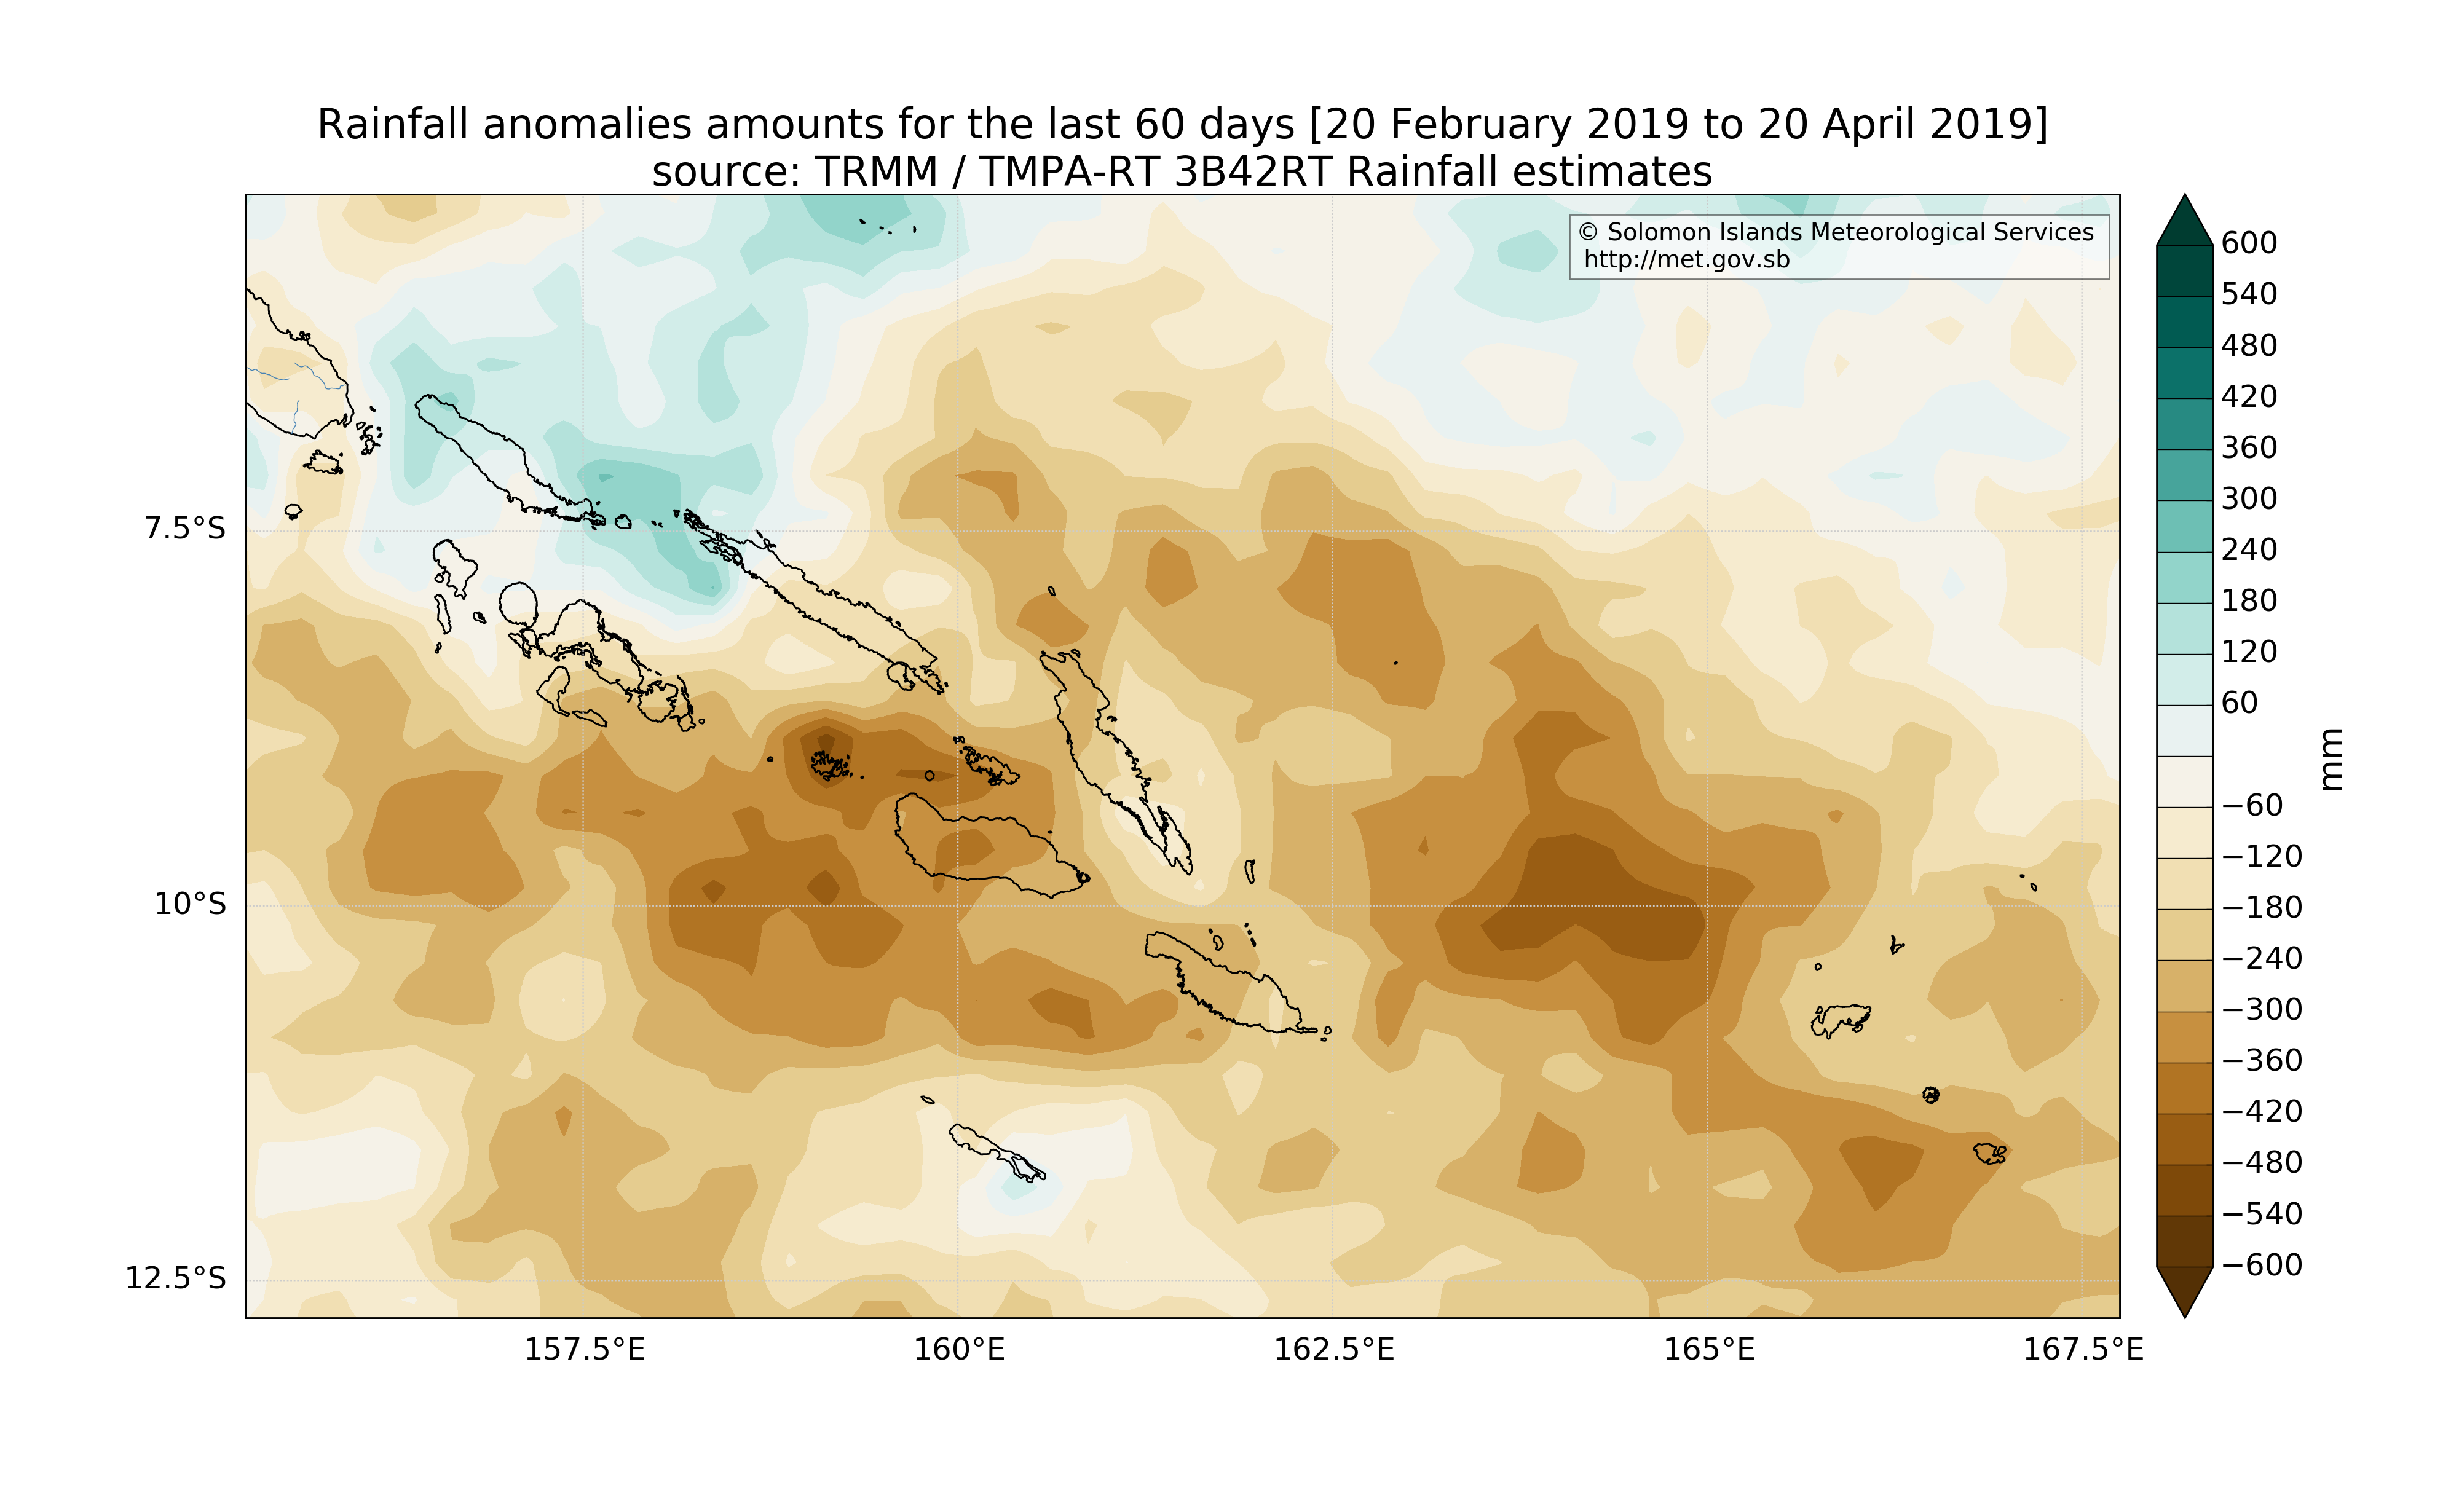 Rainfall anomalies amounts for the last 60 days [20 February 2019 to 20 April 2019]
source: TRMM / TMPA-RT 3B42RT Rainfall estimates
© Solomon Islands Meteorological Services
http://met.gov.sb
7.5°S
10°S
12.5°S
157.5°E
160°E
162.5°E
165°E
167.5°E
600
540
480
420
360
300
240
180
120
60
−60
−120
−180
−240
−300
−360
−420
−480
−540
−600
mm